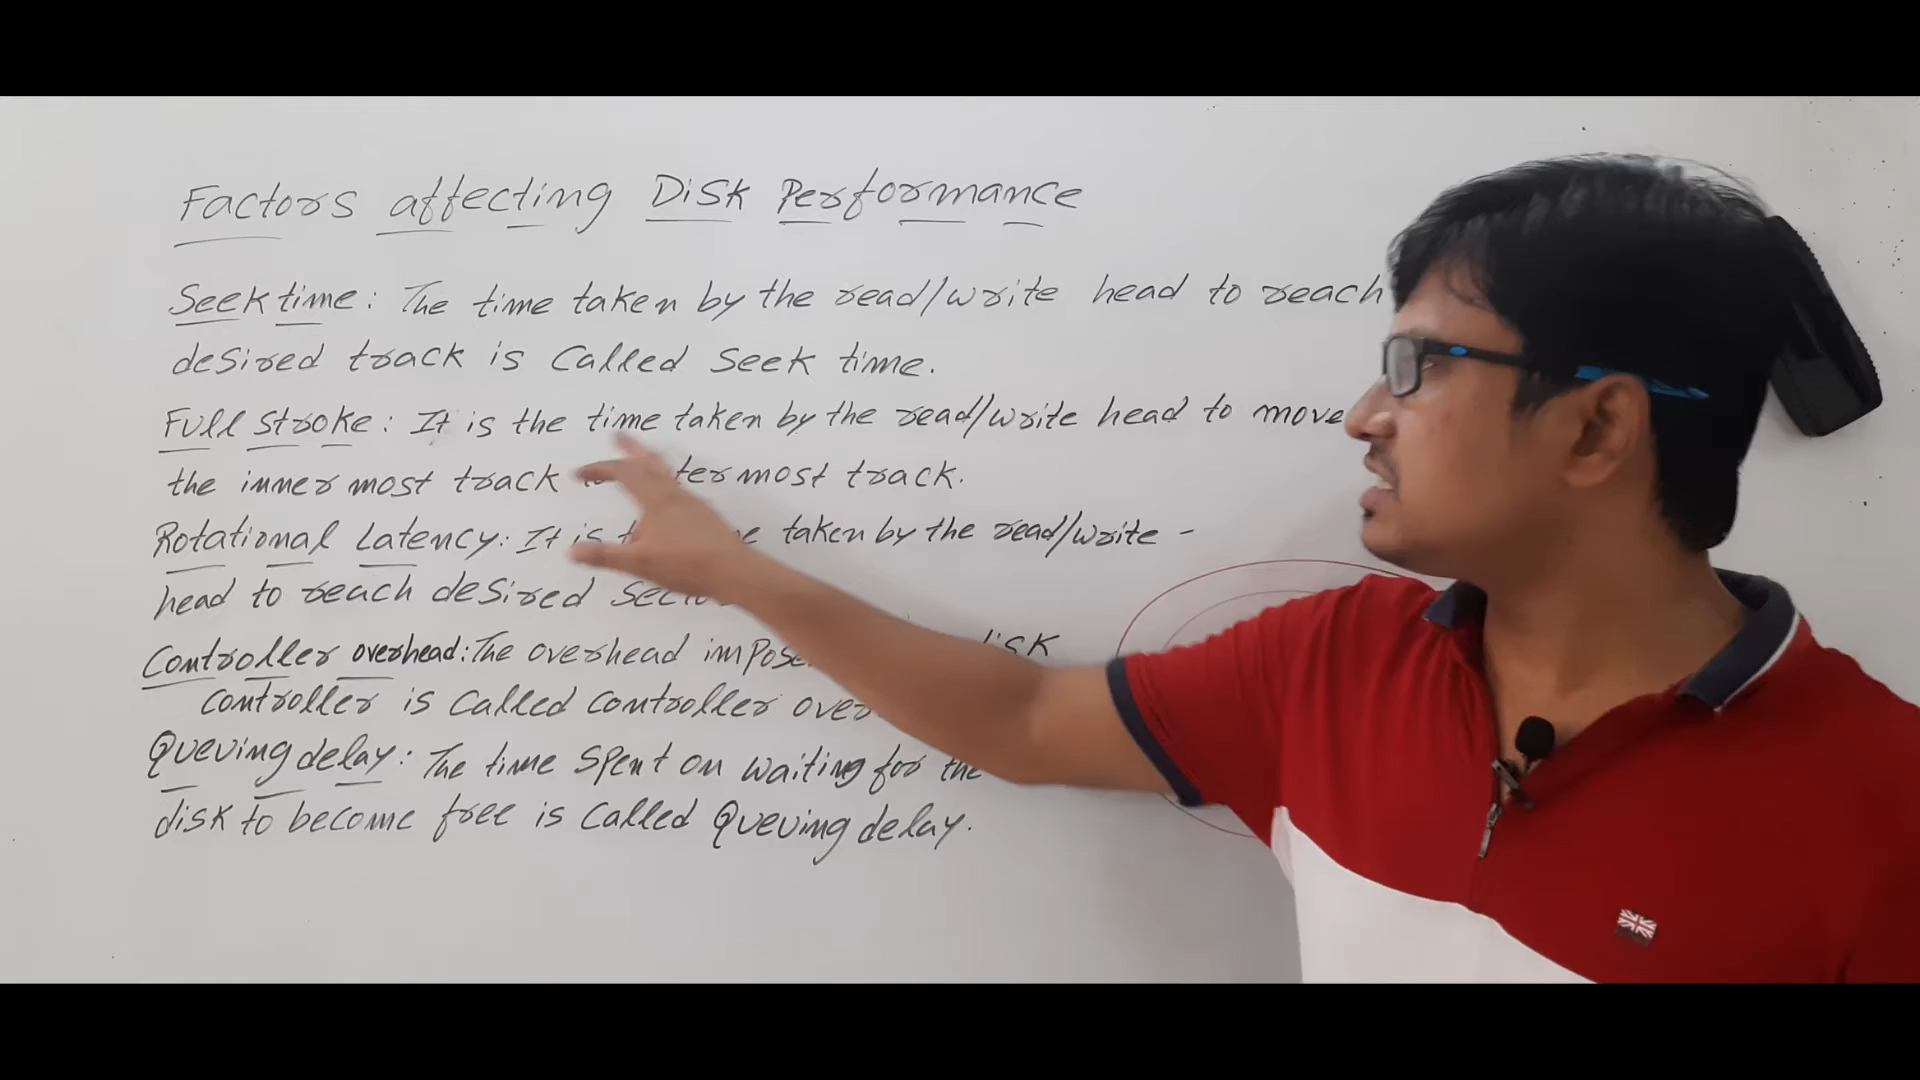 Factors affecting Disk Performance
Seek time: The time taken by the read/write head to reach
desired track is called seek time.
Full stroke: It is the time taken by the read/write head to move
the inner most track most track.
Rotational Latency: It is taken by the read/write -
head to reach desired
Controller overhead: The overhead disk
controller is called controller
Queuing delay: The time spent on waiting for the
disk to become free is called Queuing delay.